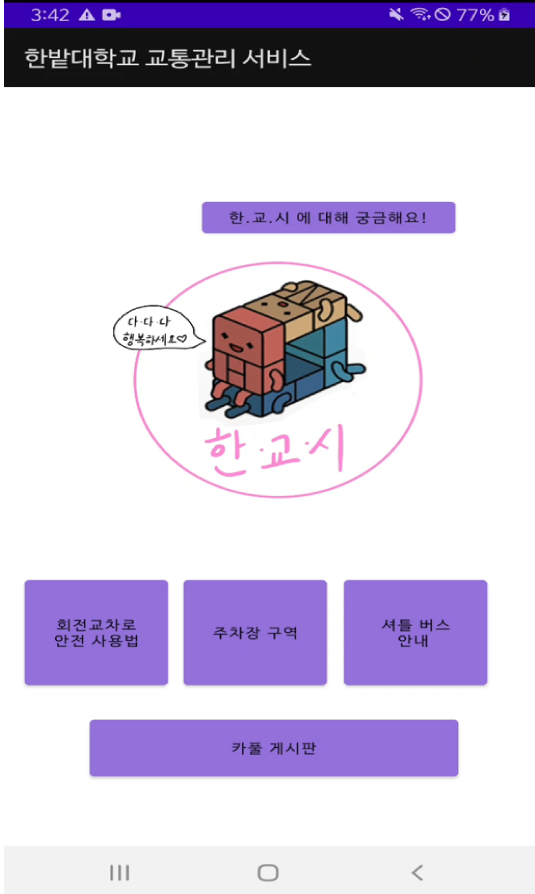 3:42
77%
한밭대학교 교통관리 서비스
한.교.시 에 대해 궁금해요!
다·다·다
행복하세요♡
한·교·시
회전교차로
안전 사용법
주차장 구역
셔틀 버스
안내
카풀 게시판